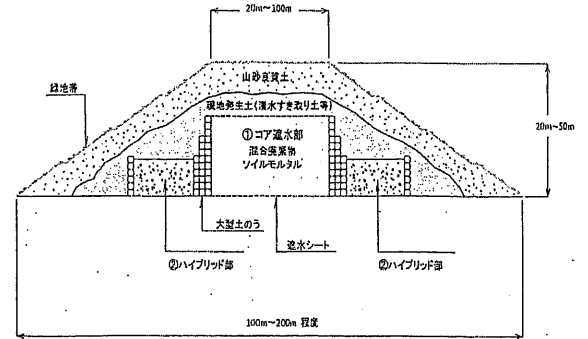 20m～100m
山砂良質土
緑地帯
現地発生土(漬水すき取り土等)
20m～50m
①コア遮水部
混合廃棄物
ソイルモルタル
大型土のう
遮水シート
②ハイブリッド部
②ハイブリッド部
100m～200m 程度